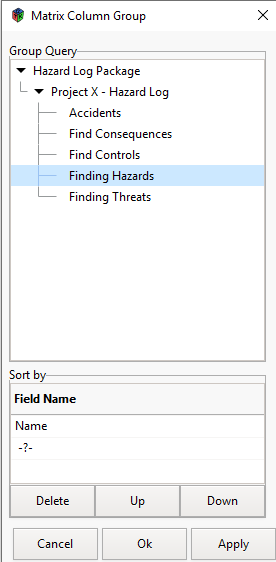 Matrix Column Group
Group Query
Hazard Log Package
Project X - Hazard Log
Accidents
Find Consequences
Find Controls
Finding Hazards
Finding Threats
Sort by
Field Name
Name
-?-
Delete Up Down
Cancel Ok Apply